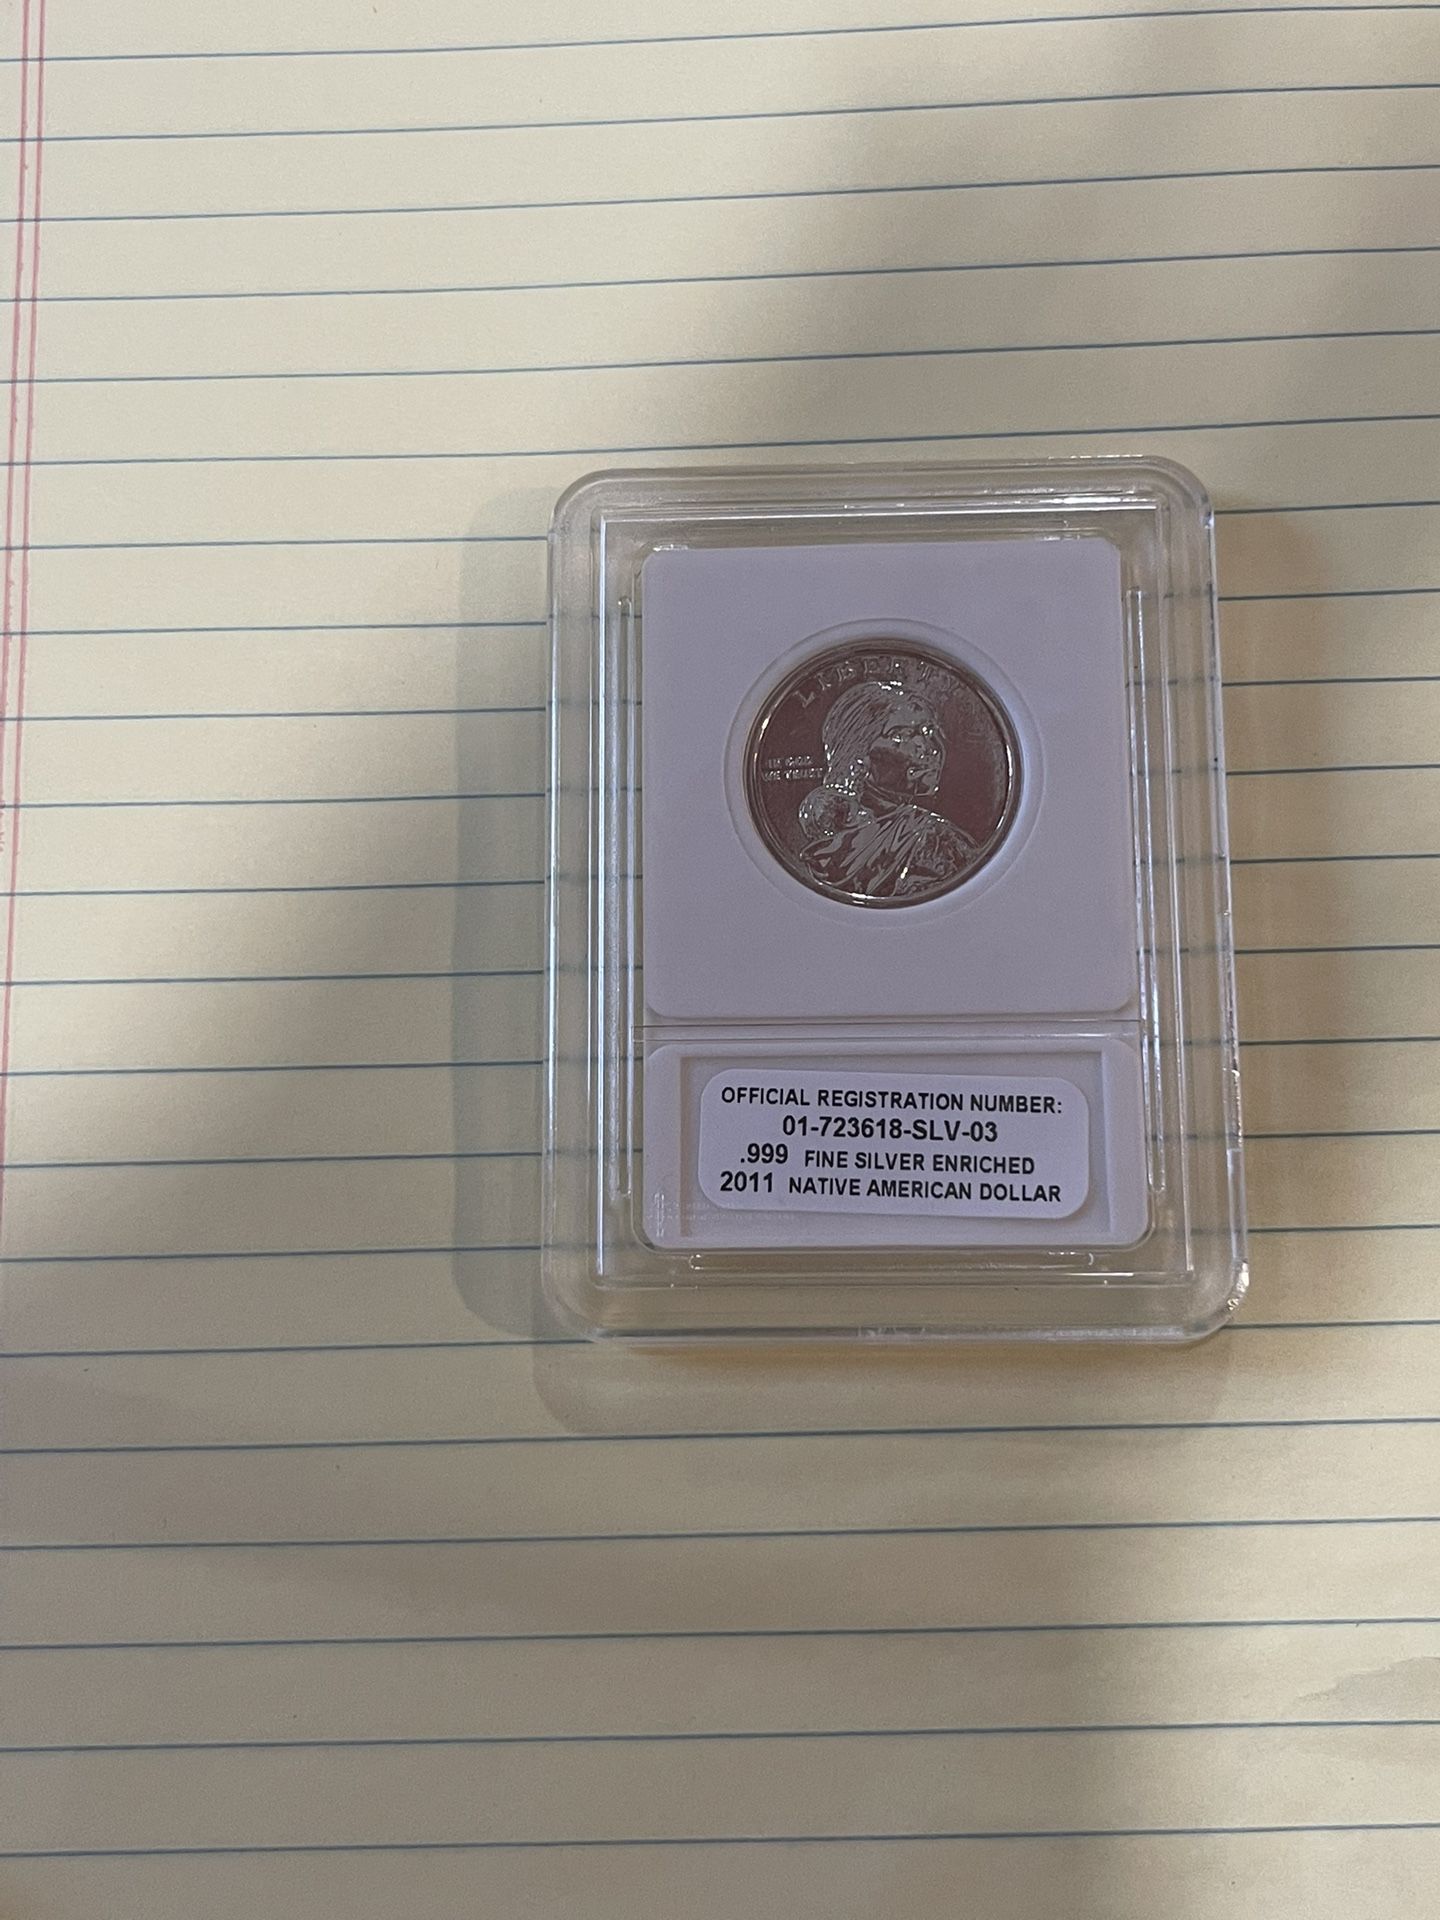 LIBERTY
IN GOD
WE TRUST
OFFICIAL REGISTRATION NUMBER:
01-723618-SLV-03
.999 FINE SILVER ENRICHED
2011 NATIVE AMERICAN DOLLAR